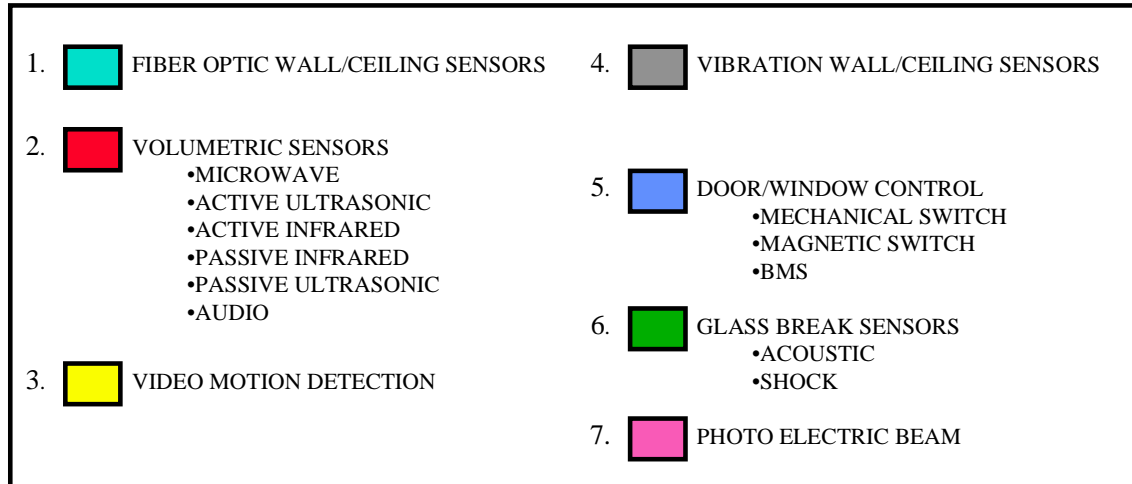 1. FIBER OPTIC WALL/CEILING SENSORS
2. VOLUMETRIC SENSORS
•MICROWAVE
•ACTIVE ULTRASONIC
•ACTIVE INFRARED
•PASSIVE INFRARED
•PASSIVE ULTRASONIC
•AUDIO
3. VIDEO MOTION DETECTION
4. VIBRATION WALL/CEILING SENSORS
5. DOOR/WINDOW CONTROL
•MECHANICAL SWITCH
•MAGNETIC SWITCH
•BMS
6. GLASS BREAK SENSORS
•ACOUSTIC
•SHOCK
7. PHOTO ELECTRIC BEAM